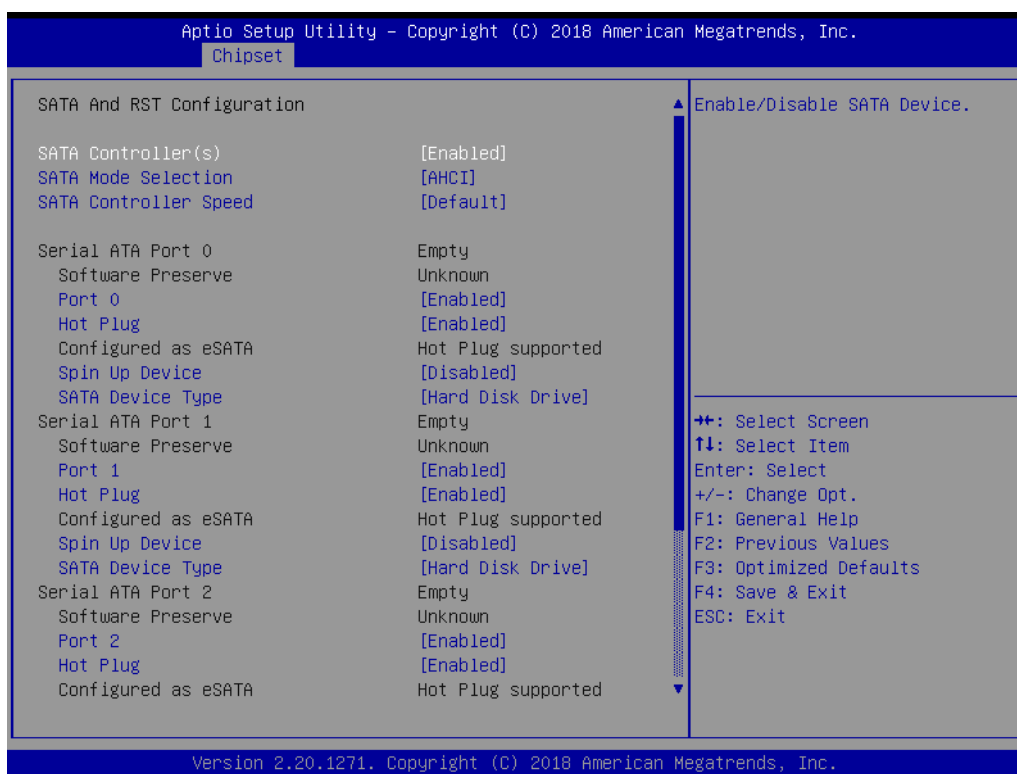 Aptio Setup Utility – Copyright (C) 2018 American Megatrends, Inc.
Chipset
SATA And RST Configuration
SATA Controller(s) [Enabled]
SATA Mode Selection [AHCI]
SATA Controller Speed [Default]
Serial ATA Port 0 Empty
Software Preserve Unknown
Port 0 [Enabled]
Hot Plug [Enabled]
Configured as eSATA Hot Plug supported
Spin Up Device [Disabled]
SATA Device Type [Hard Disk Drive]
Serial ATA Port 1 Empty
Software Preserve Unknown
Port 1 [Enabled]
Hot Plug [Enabled]
Configured as eSATA Hot Plug supported
Spin Up Device [Disabled]
SATA Device Type [Hard Disk Drive]
Serial ATA Port 2 Empty
Software Preserve Unknown
Port 2 [Enabled]
Hot Plug [Enabled]
Configured as eSATA Hot Plug supported
Enable/Disable SATA Device.
→←: Select Screen
↑↓: Select Item
Enter: Select
+/-: Change Opt.
F1: General Help
F2: Previous Values
F3: Optimized Defaults
F4: Save & Exit
ESC: Exit
Version 2.20.1271. Copyright (C) 2018 American Megatrends, Inc.